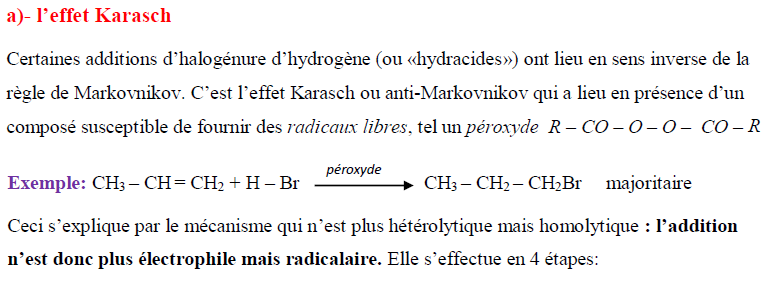 a)- l’effet Karasch
Certaines additions d’halogénure d’hydrogène (ou «hydracides») ont lieu en sens inverse de la
règle de Markovnikov. C’est l’effet Karasch ou anti-Markovnikov qui a lieu en présence d’un
composé susceptible de fournir des radicaux libres, tel un péroxyde R – CO – O – O – CO – R
Exemple: CH₃ – CH = CH₂ + H – Br péroxyde CH₃ – CH₂ – CH₂Br majoritaire
Ceci s’explique par le mécanisme qui n’est plus hétérolytique mais homolytique : l’addition
n’est donc plus électrophile mais radicalaire. Elle s’effectue en 4 étapes: